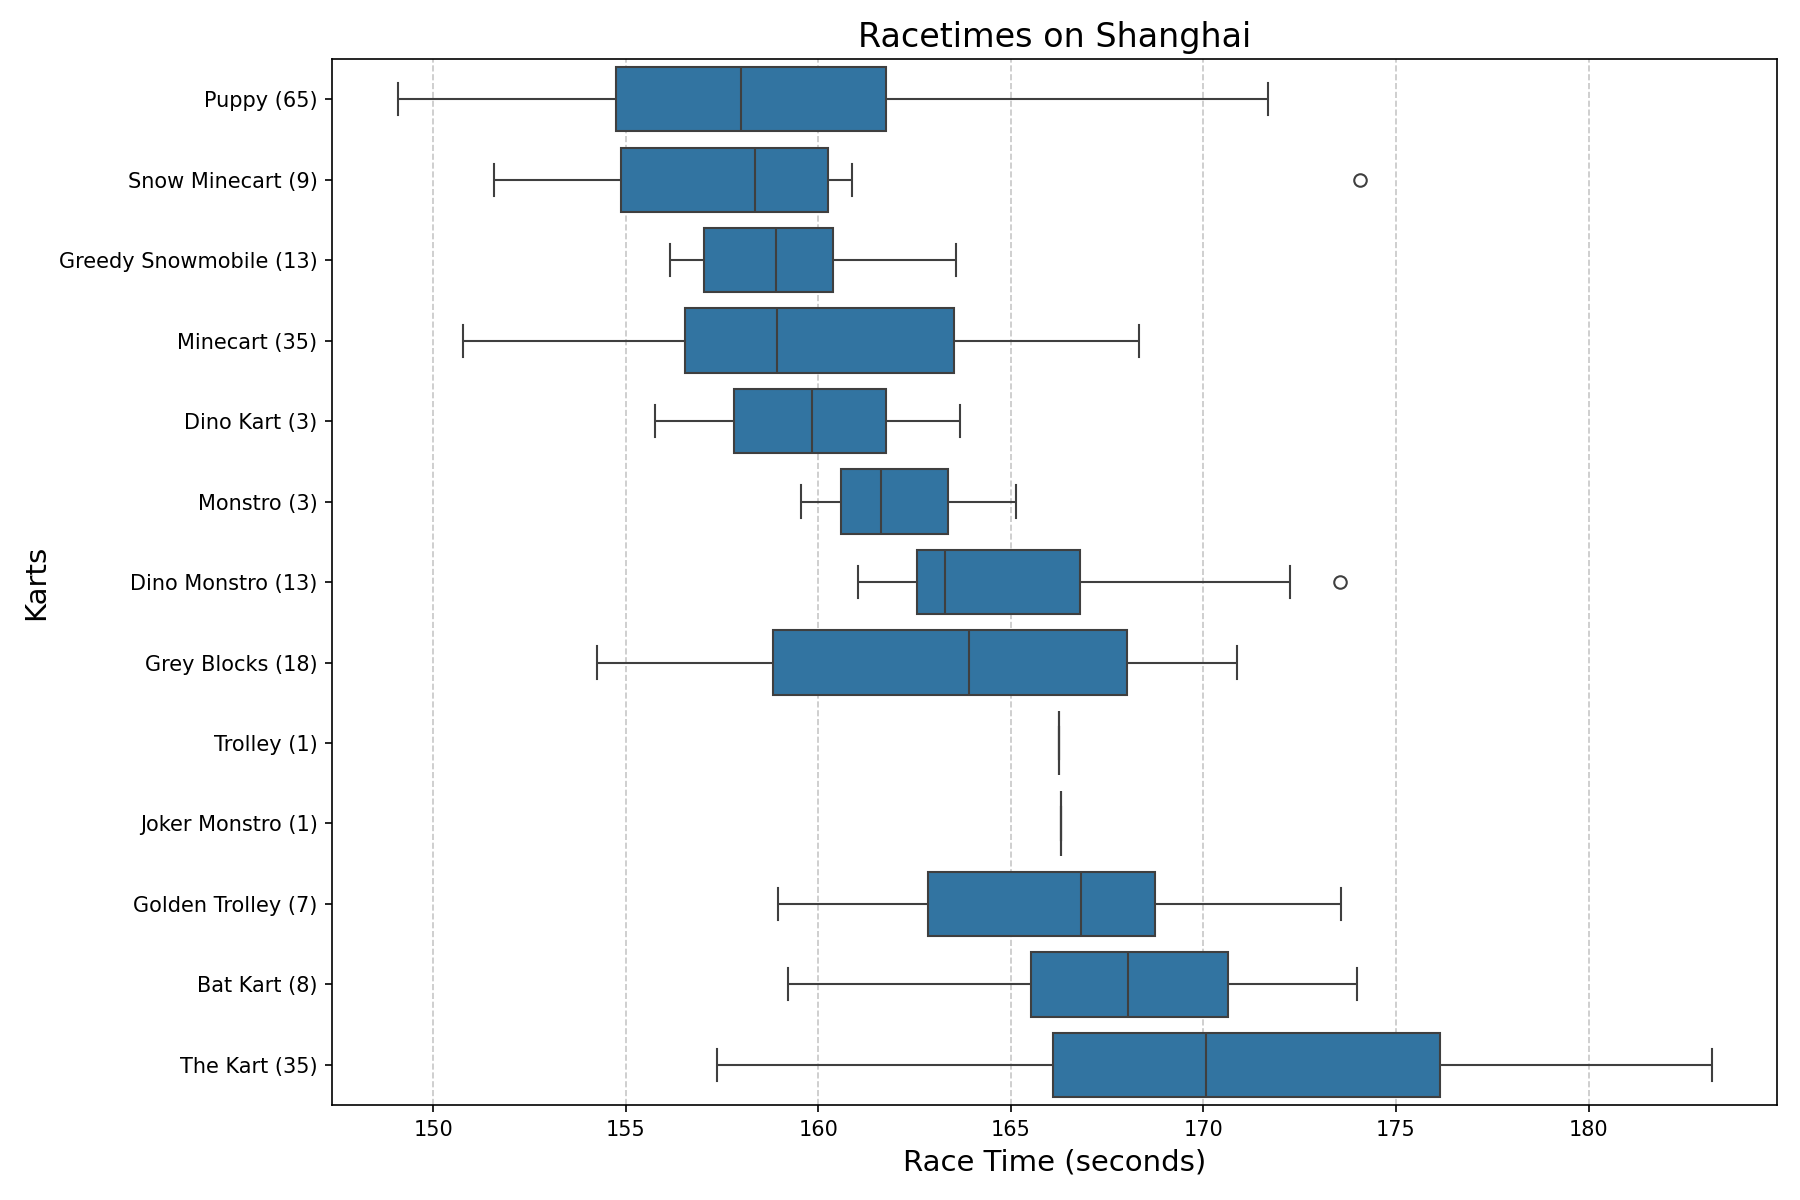 Racetimes on Shanghai
Karts
Puppy (65)
Snow Minecart (9)
Greedy Snowmobile (13)
Minecart (35)
Dino Kart (3)
Monstro (3)
Dino Monstro (13)
Grey Blocks (18)
Trolley (1)
Joker Monstro (1)
Golden Trolley (7)
Bat Kart (8)
The Kart (35)
150 155 160 165 170 175 180
Race Time (seconds)